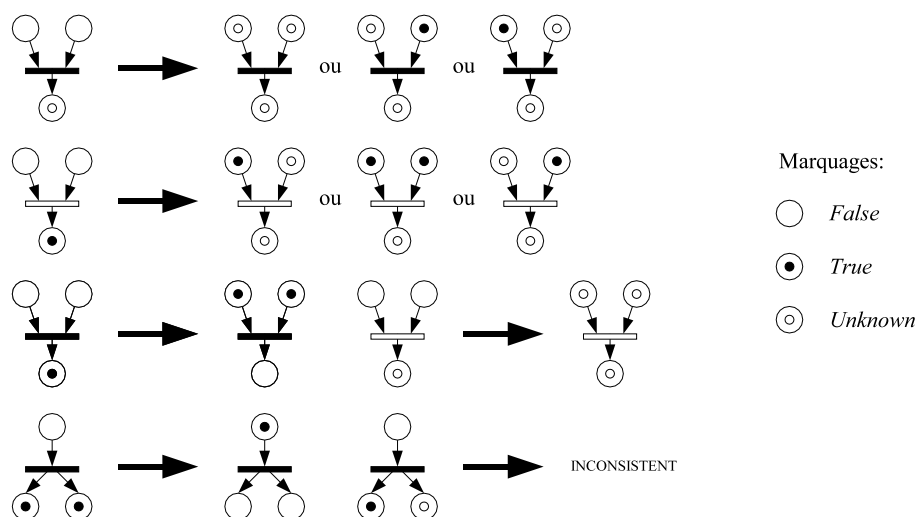 ou ou
ou ou
Marquages:
False
True
Unknown
INCONSISTENT